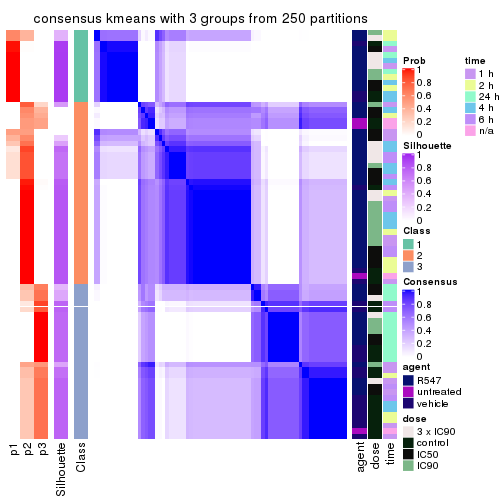 consensus kmeans with 3 groups from 250 partitions
p1
p2
p3
Silhouette
Class
agent
dose
time
Prob
1
0.8
0.6
0.4
0.2
0
Silhouette
1
0.8
0.6
0.4
0.2
0
Class
1
2
3
Consensus
1
0.8
0.6
0.4
0.2
0
agent
R547
untreated
vehicle
dose
3 x IC90
control
IC50
IC90
time
1 h
2 h
24 h
4 h
6 h
n/a